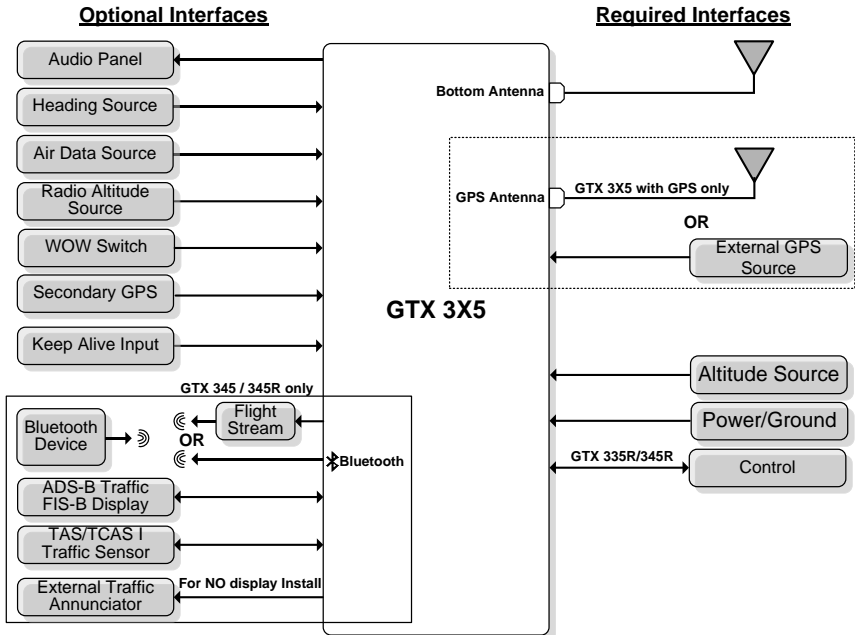 Optional Interfaces
Required Interfaces
Audio Panel
Heading Source
Air Data Source
Radio Altitude
Source
WOW Switch
Secondary GPS
Keep Alive Input
GTX 345 / 345R only
Bluetooth
Device
OR
Flight
Stream
Bluetooth
ADS-B Traffic
FIS-B Display
TAS/TCAS I
Traffic Sensor
External Traffic
Annunciator
For NO display Install
GTX 3X5
Bottom Antenna
GPS Antenna
GTX 3X5 with GPS only
OR
External GPS
Source
Altitude Source
Power/Ground
GTX 335R/345R
Control